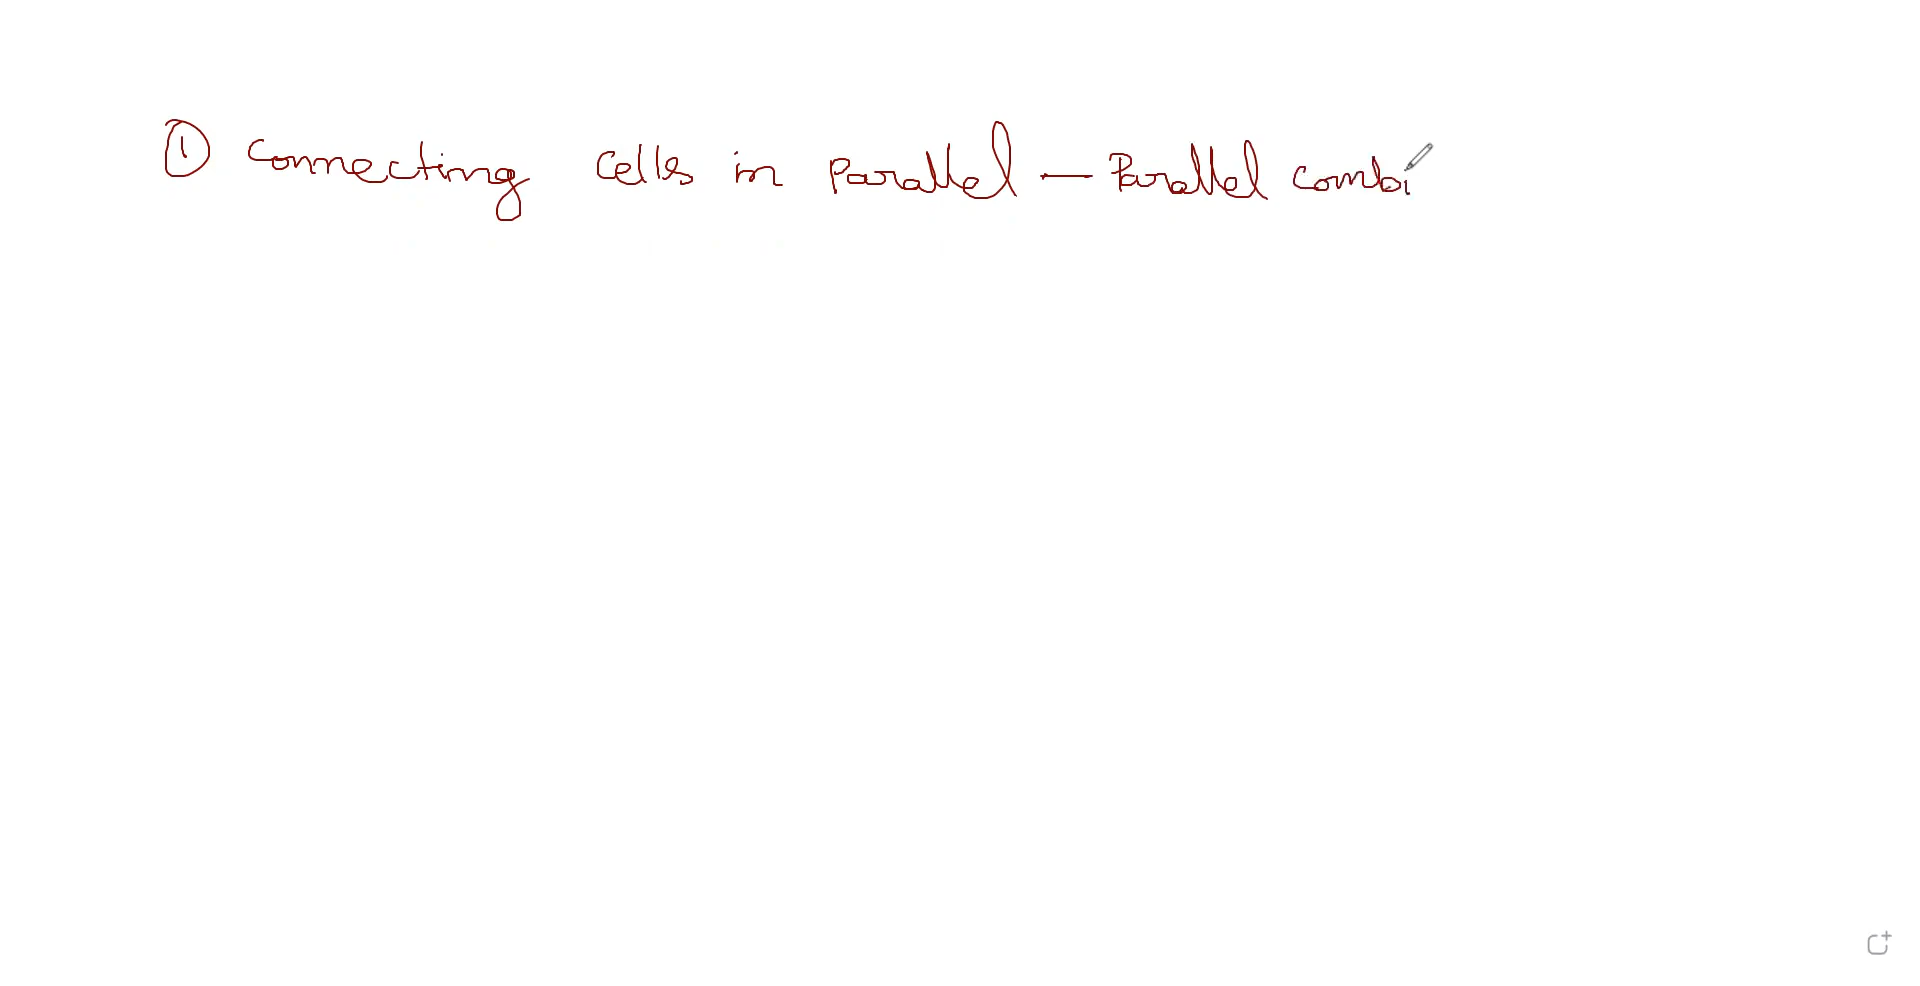 ① Connecting cells in parallel — Parallel combi